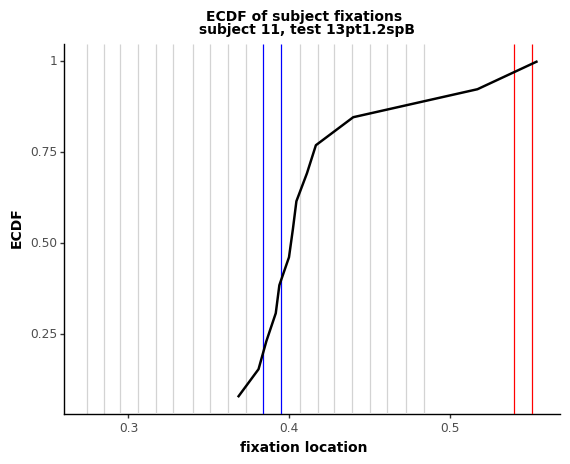 ECDF of subject fixations
subject 11, test 13pt1.2spB
1
0.75
0.50
0.25
ECDF
0.3 0.4 0.5
fixation location